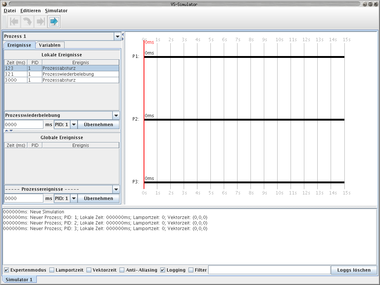 VS-Simulator
Datei Editieren Simulator
Prozess 1
Ereignisse Variablen
Lokale Ereignisse
Zeit (ms) PID Ereignis
123 1 Prozessabsturz
321 1 Prozesswiederbelebung
1000 1 Prozessabsturz
Prozesswiederbelebung
0000 ms PID: 1 Übernehmen
Globale Ereignisse
Zeit (ms) PID Ereignis
----- Prozessereignisse -----
0000 ms PID: 1 Übernehmen
0ms
P1 0ms
P2 0ms
P3 0ms
0s 1s 2s 3s 4s 5s 6s 7s 8s 9s 10s 11s 12s 13s 14s 15s
000000ms: Neue Simulation
000000ms: Neuer Prozess; PID: 1; Lokale Zeit: 000000ms; Lamportzeit: 0; Vektorzeit: (0,0,0)
000000ms: Neuer Prozess; PID: 2; Lokale Zeit: 000000ms; Lamportzeit: 0; Vektorzeit: (0,0,0)
000000ms: Neuer Prozess; PID: 3; Lokale Zeit: 000000ms; Lamportzeit: 0; Vektorzeit: (0,0,0)
Expertenmodus Lamportzeit Vektorzeit Anti-Aliasing Logging Filter Loggs löschen
Simulator 1